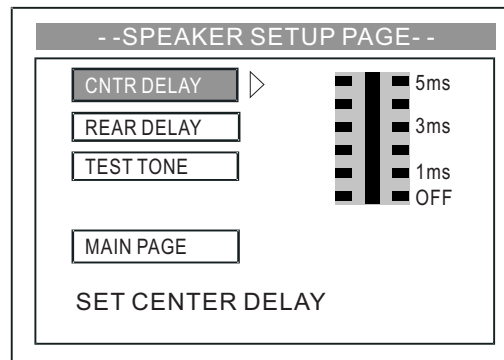 - -SPEAKER SETUP PAGE- -
CNTR DELAY
5ms
REAR DELAY
3ms
TEST TONE
1ms
OFF
MAIN PAGE
SET CENTER DELAY